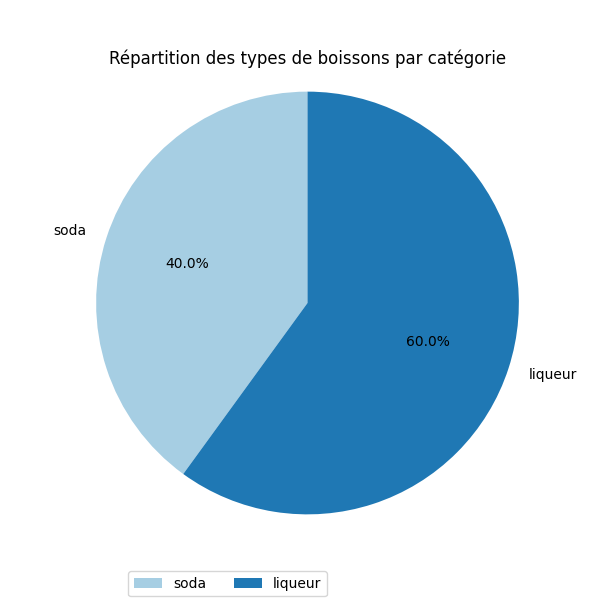 Répartition des types de boissons par catégorie
soda
40.0%
60.0%
liqueur
soda liqueur